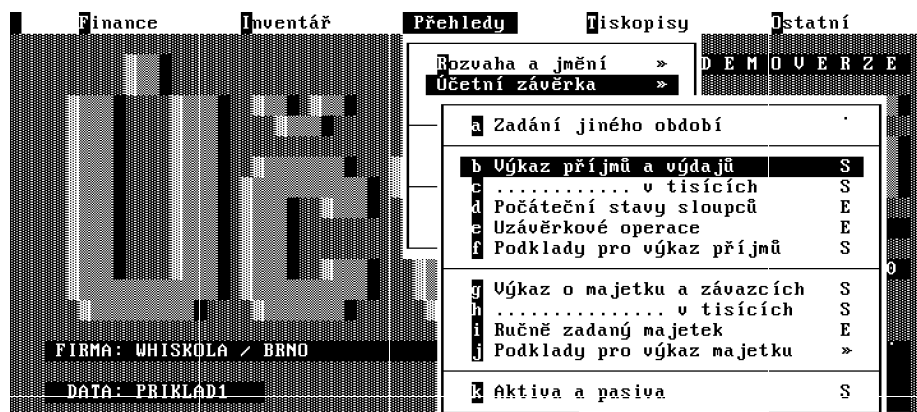 Finance Inventář Přehledy Tiskopisy Ostatní
Rozvaha a jmění »
D E M O V E R Z E
Účetní závěrka »
a Zadání jiného období
b Výkaz příjmů a výdajů S
c ............ v tisících S
d Počáteční stavy sloupců E
e Uzávěrkové operace E
f Podklady pro výkaz příjmů S
g Výkaz o majetku a závazcích S
h ............... v tisících S
i Ručně zadaný majetek E
j Podklady pro výkaz majetku »
k Aktiva a pasiva S
Úč
0
FIRMA: WHISKOLA / BRNO
DATA: PRIKLAD1